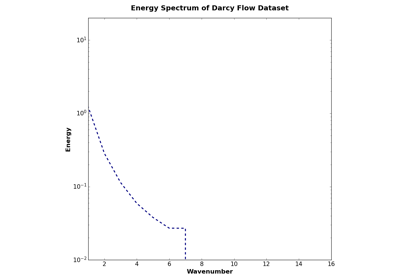 Energy Spectrum of Darcy Flow Dataset
10¹
10⁰
10⁻¹
10⁻²
Energy
2 4 6 8 10 12 14 16
Wavenumber